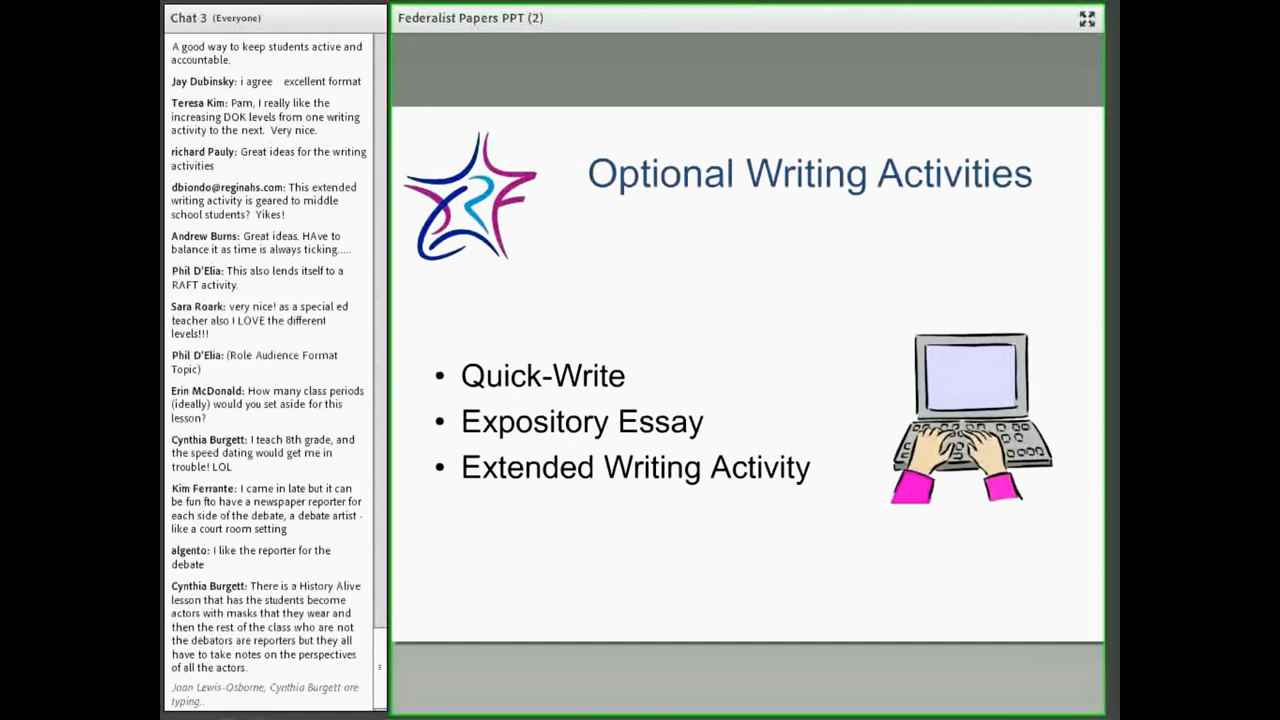 Chat 3 (Everyone)
A good way to keep students active and
accountable.
Jay Dubinsky: i agree excellent format
Teresa Kim: Pam, I really like the
increasing DOK levels from one writing
activity to the next. Very nice.
richard Pauly: Great ideas for the writing
activities
dbiondo@reginahs.com: This extended
writing activity is geared to middle
school students? Yikes!
Andrew Burns: Great ideas. HAve to
balance it as time is always ticking.....
Phil D'Elia: This also lends itself to a
RAFT activity.
Sara Roark: very nice! as a special ed
teacher also I LOVE the different
levels!!!
Phil D'Elia: (Role Audience Format
Topic)
Erin McDonald: How many class periods
(ideally) would you set aside for this
lesson?
Cynthia Burgett: I teach 8th grade, and
the speed dating would get me in
trouble! LOL
Kim Ferrante: I came in late but it can
be fun fto have a newspaper reporter for
each side of the debate, a debate artist -
like a court room setting
algento: I like the reporter for the
debate
Cynthia Burgett: There is a History Alive
lesson that has the students become
actors with masks that they wear and
then the rest of the class who are not
the debators are reporters but they all
have to take notes on the perspectives
of all the actors.
Joan Lewis-Osborne, Cynthia Burgett are
typing..
Federalist Papers PPT (2)
Optional Writing Activities
• Quick-Write
• Expository Essay
• Extended Writing Activity